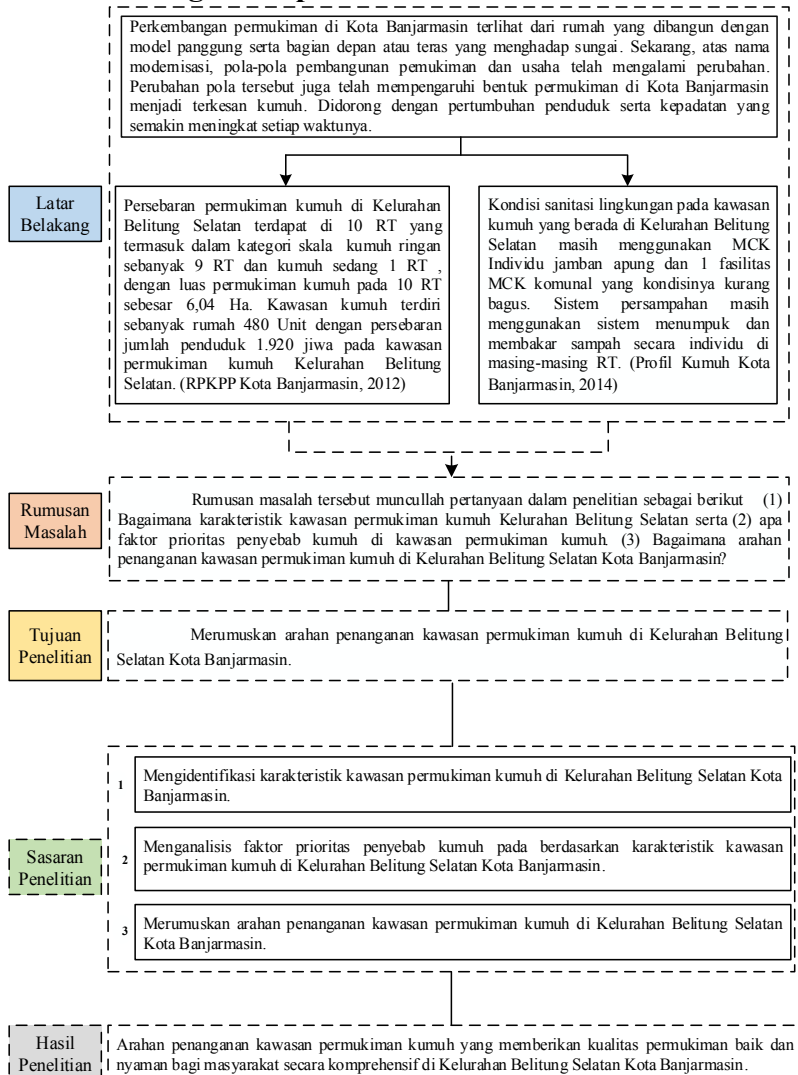 Perkembangan permukiman di Kota Banjarmasin terlihat dari rumah yang dibangun dengan
model panggung serta bagian depan atau teras yang menghadap sungai. Sekarang, atas nama
modernisasi, pola-pola pembangunan pemukiman dan usaha telah mengalami perubahan.
Perubahan pola tersebut juga telah mempengaruhi bentuk permukiman di Kota Banjarmasin
menjadi terkesan kumuh. Didorong dengan pertumbuhan penduduk serta kepadatan yang
semakin meningkat setiap waktunya.
Latar
Belakang
Persebaran permukiman kumuh di Kelurahan
Belitung Selatan terdapat di 10 RT yang
termasuk dalam kategori skala kumuh ringan
sebanyak 9 RT dan kumuh sedang 1 RT ,
dengan luas permukiman kumuh pada 10 RT
sebesar 6,04 Ha. Kawasan kumuh terdiri
sebanyak rumah 480 Unit dengan persebaran
jumlah penduduk 1.920 jiwa pada kawasan
permukiman kumuh Kelurahan Belitung
Selatan. (RPKPP Kota Banjarmasin, 2012)
Kondisi sanitasi lingkungan pada kawasan
kumuh yang berada di Kelurahan Belitung
Selatan masih menggunakan MCK
Individu jamban apung dan 1 fasilitas
MCK komunal yang kondisinya kurang
bagus. Sistem persampahan masih
menggunakan sistem menumpuk dan
membakar sampah secara individu di
masing-masing RT. (Profil Kumuh Kota
Banjarmasin, 2014)
Rumusan
Masalah
Rumusan masalah tersebut muncullah pertanyaan dalam penelitian sebagai berikut (1)
Bagaimana karakteristik kawasan permukiman kumuh Kelurahan Belitung Selatan serta (2) apa
faktor prioritas penyebab kumuh di kawasan permukiman kumuh. (3) Bagaimana arahan
penanganan kawasan permukiman kumuh di Kelurahan Belitung Selatan Kota Banjarmasin?
Tujuan
Penelitian
Merumuskan arahan penanganan kawasan permukiman kumuh di Kelurahan Belitung
Selatan Kota Banjarmasin.
Sasaran
Penelitian
1 Mengidentifikasi karakteristik kawasan permukiman kumuh di Kelurahan Belitung Selatan Kota
Banjarmasin.
2 Menganalisis faktor prioritas penyebab kumuh pada berdasarkan karakteristik kawasan
permukiman kumuh di Kelurahan Belitung Selatan Kota Banjarmasin.
3 Merumuskan arahan penanganan kawasan permukiman kumuh di Kelurahan Belitung Selatan
Kota Banjarmasin.
Hasil
Penelitian
Arahan penanganan kawasan permukiman kumuh yang memberikan kualitas permukiman baik dan
nyaman bagi masyarakat secara komprehensif di Kelurahan Belitung Selatan Kota Banjarmasin.